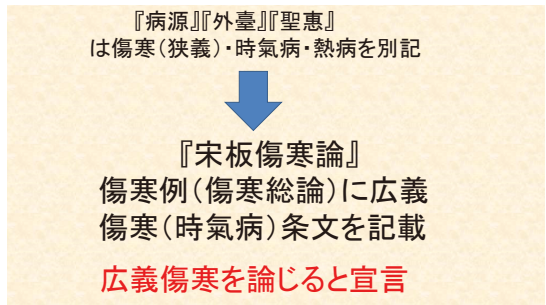 『病源』『外臺』『聖惠』
は傷寒(狭義)・時氣病・熱病を別記
『宋板傷寒論』
傷寒例(傷寒総論)に広義
傷寒(時氣病)条文を記載
広義傷寒を論じると宣言